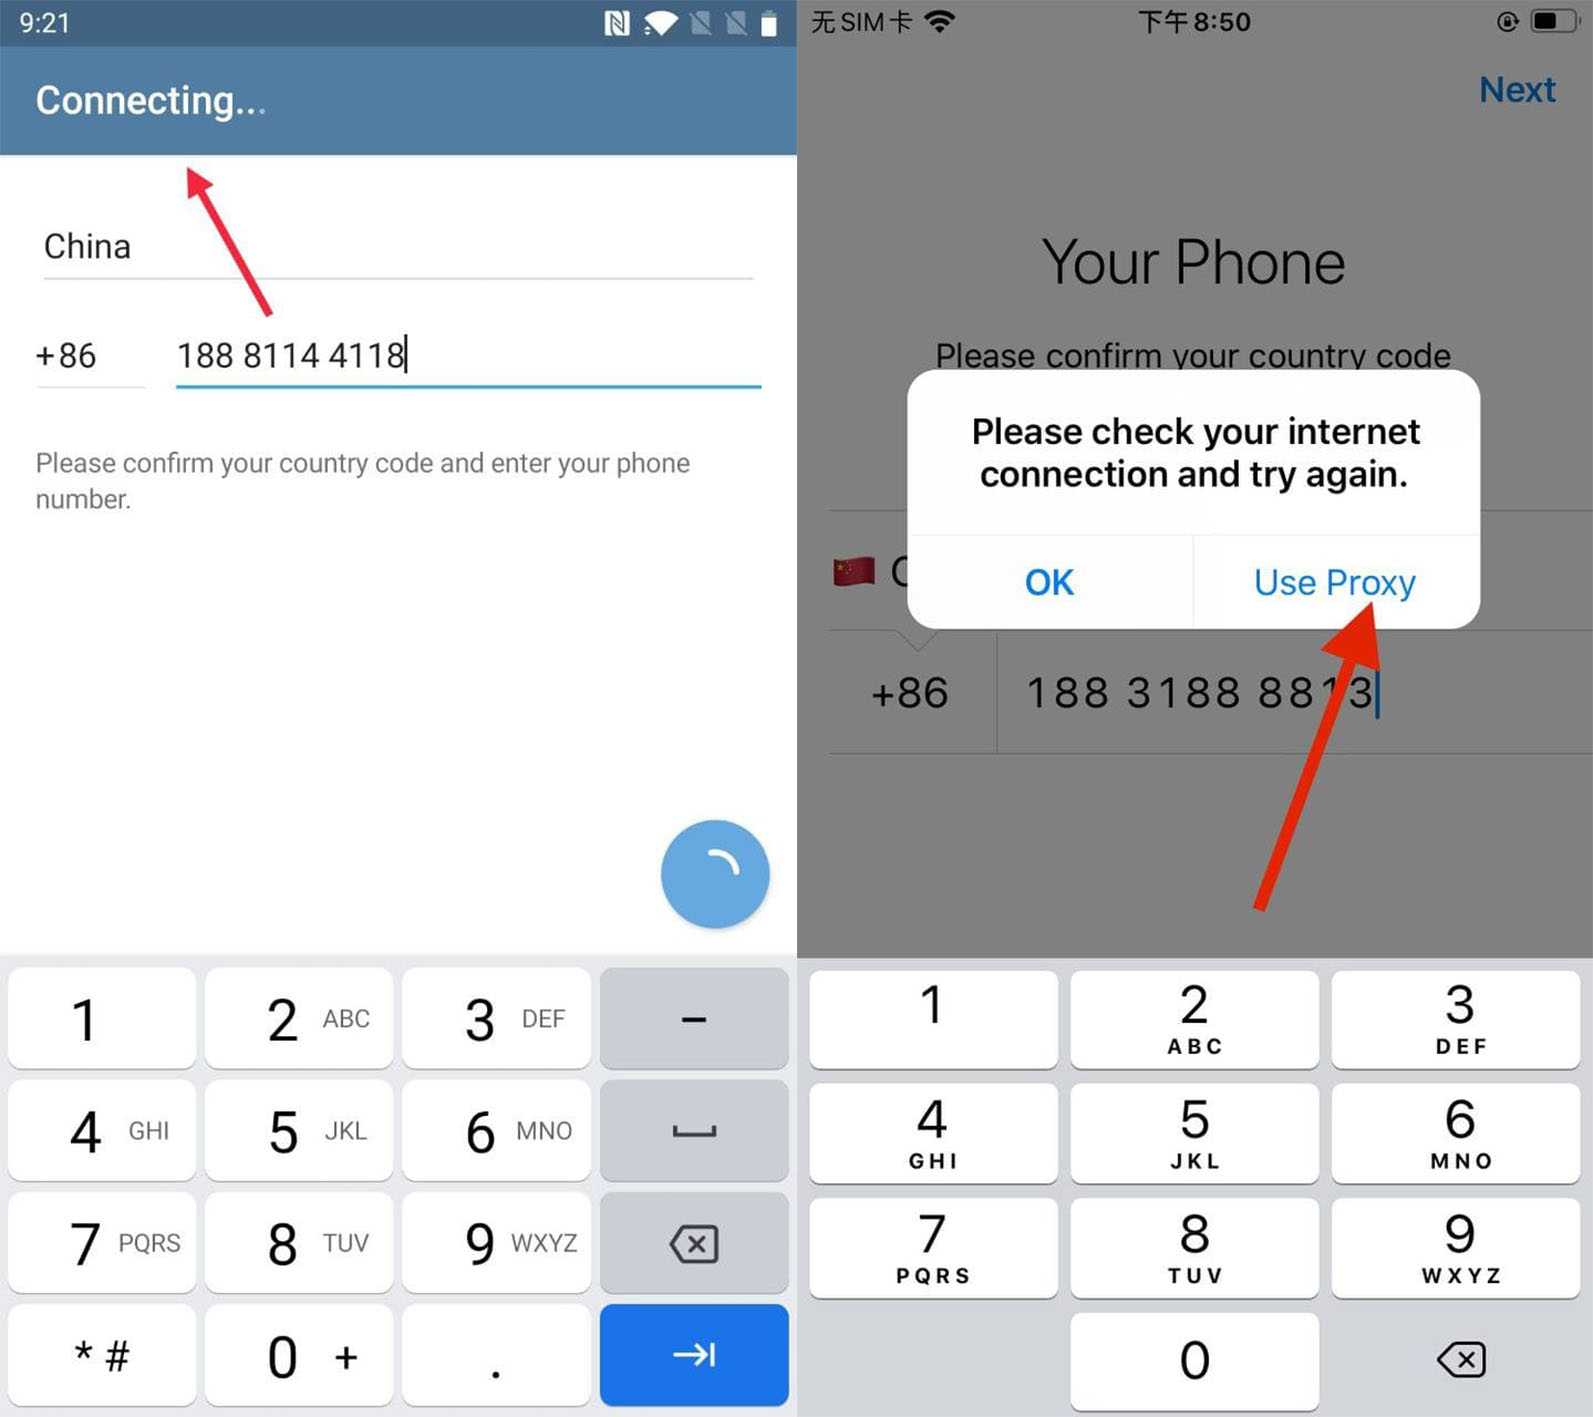 9:21
Connecting...
China
+86 188 8114 4118
Please confirm your country code and enter your phone
number.
1 2 ABC 3 DEF –
4 GHI 5 JKL 6 MNO
7 PQRS 8 TUV 9 WXYZ
* # 0 + .
无SIM卡 下午8:50
Next
Your Phone
Please confirm your country code
Please check your internet
connection and try again.
OK Use Proxy
+86 188 3188 8813
1 2 3
ABC DEF
4 5 6
GHI JKL MNO
7 8 9
PQRS TUV WXYZ
0